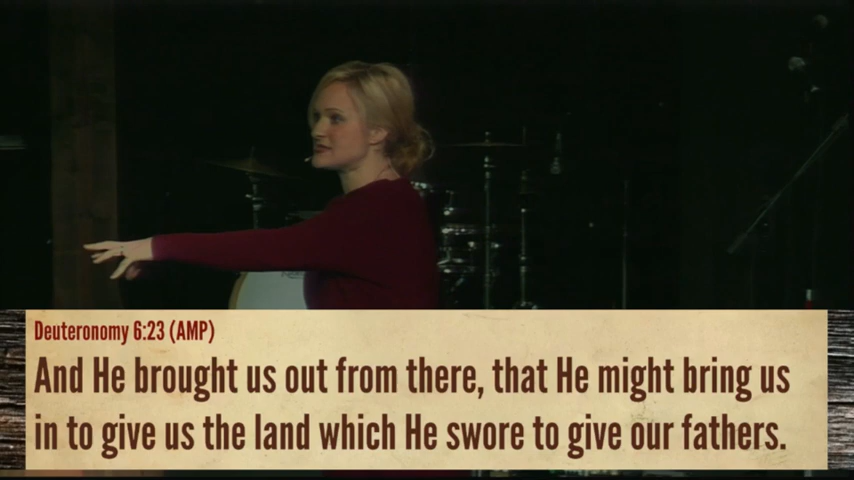 Deuteronomy 6:23 (AMP)
And He brought us out from there, that He might bring us
in to give us the land which He swore to give our fathers.